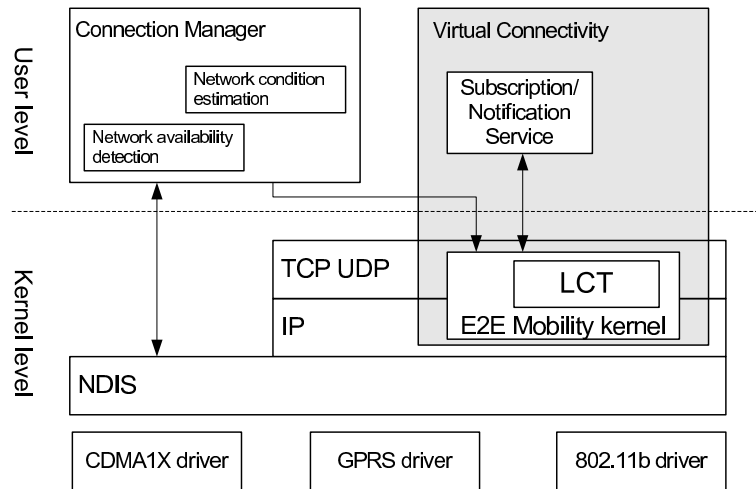 User level
Connection Manager
Network condition
estimation
Network availability
detection
Virtual Connectivity
Subscription/
Notification
Service
Kernel level
TCP UDP
LCT
E2E Mobility kernel
IP
NDIS
CDMA1X driver
GPRS driver
802.11b driver